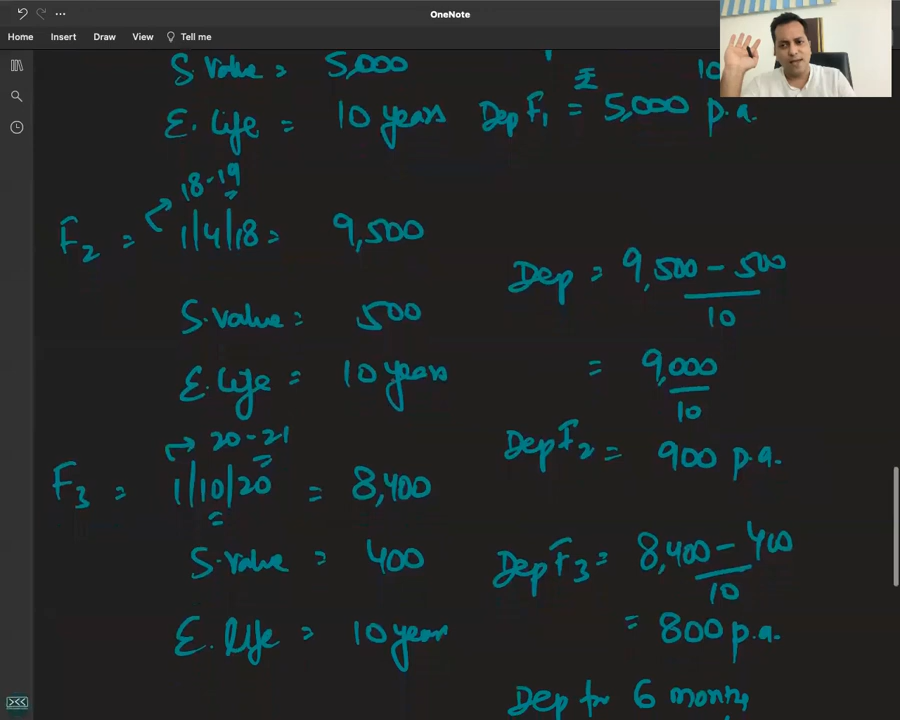 OneNote
Home Insert Draw View Tell me
S. Value = 5,000
E. Life = 10 years
₹
Dep F1 = 5,000 p.a.
10
18-19
F2 = 1/4/18 = 9,500
S. Value = 500
E. Life = 10 years
Dep = 9,500 - 500
10
= 9,000
10
Dep F2 = 900 p.a.
20-21
F3 = 1/10/20 = 8,400
S. Value = 400
E. Life = 10 year
Dep F3 = 8,400 - 400
10
= 800 p.a.
Dep for 6 months